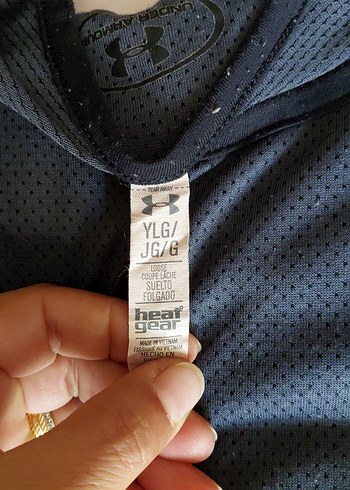 UNDER ARMOUR
TEAR AWAY
YLG/
JG/G
LOOSE
COUPE LÂCHE
SUELTO
FOLGADO
heat
gear
MADE IN VIETNAM
FABRIQUÉ AU VIETNAM
HECHO EN